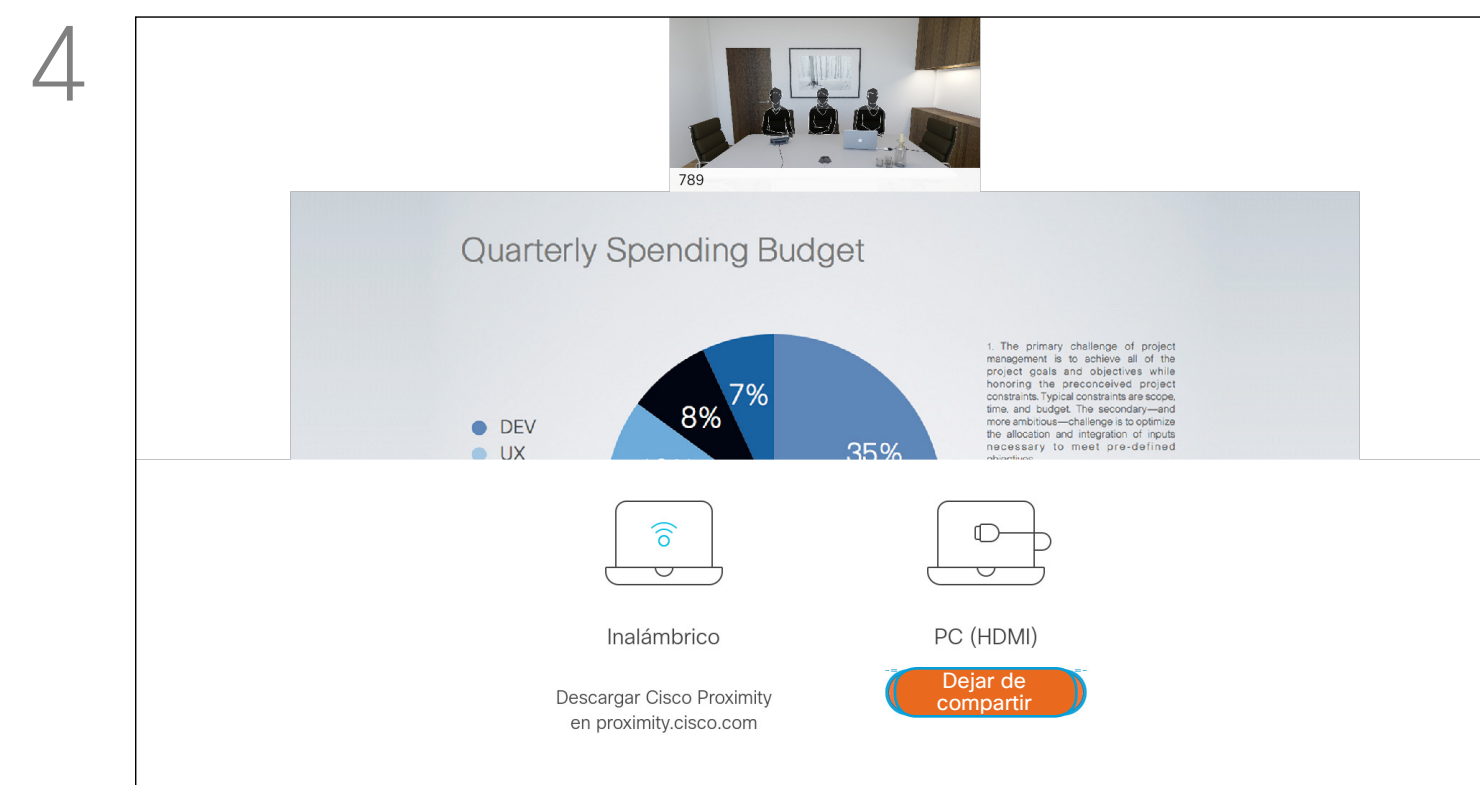 4
789
Quarterly Spending Budget
1. The primary challenge of project
management is to achieve all of the
project goals and objectives while
honoring the preconceived project
constraints. Typical constraints are scope,
time, and budget. The secondary—and
more ambitious—challenge is to optimize
the allocation and integration of inputs
necessary to meet pre-defined
7%
8%
35%
DEV
UX
Inalámbrico
PC (HDMI)
Descargar Cisco Proximity
en proximity.cisco.com
Dejar de
compartir